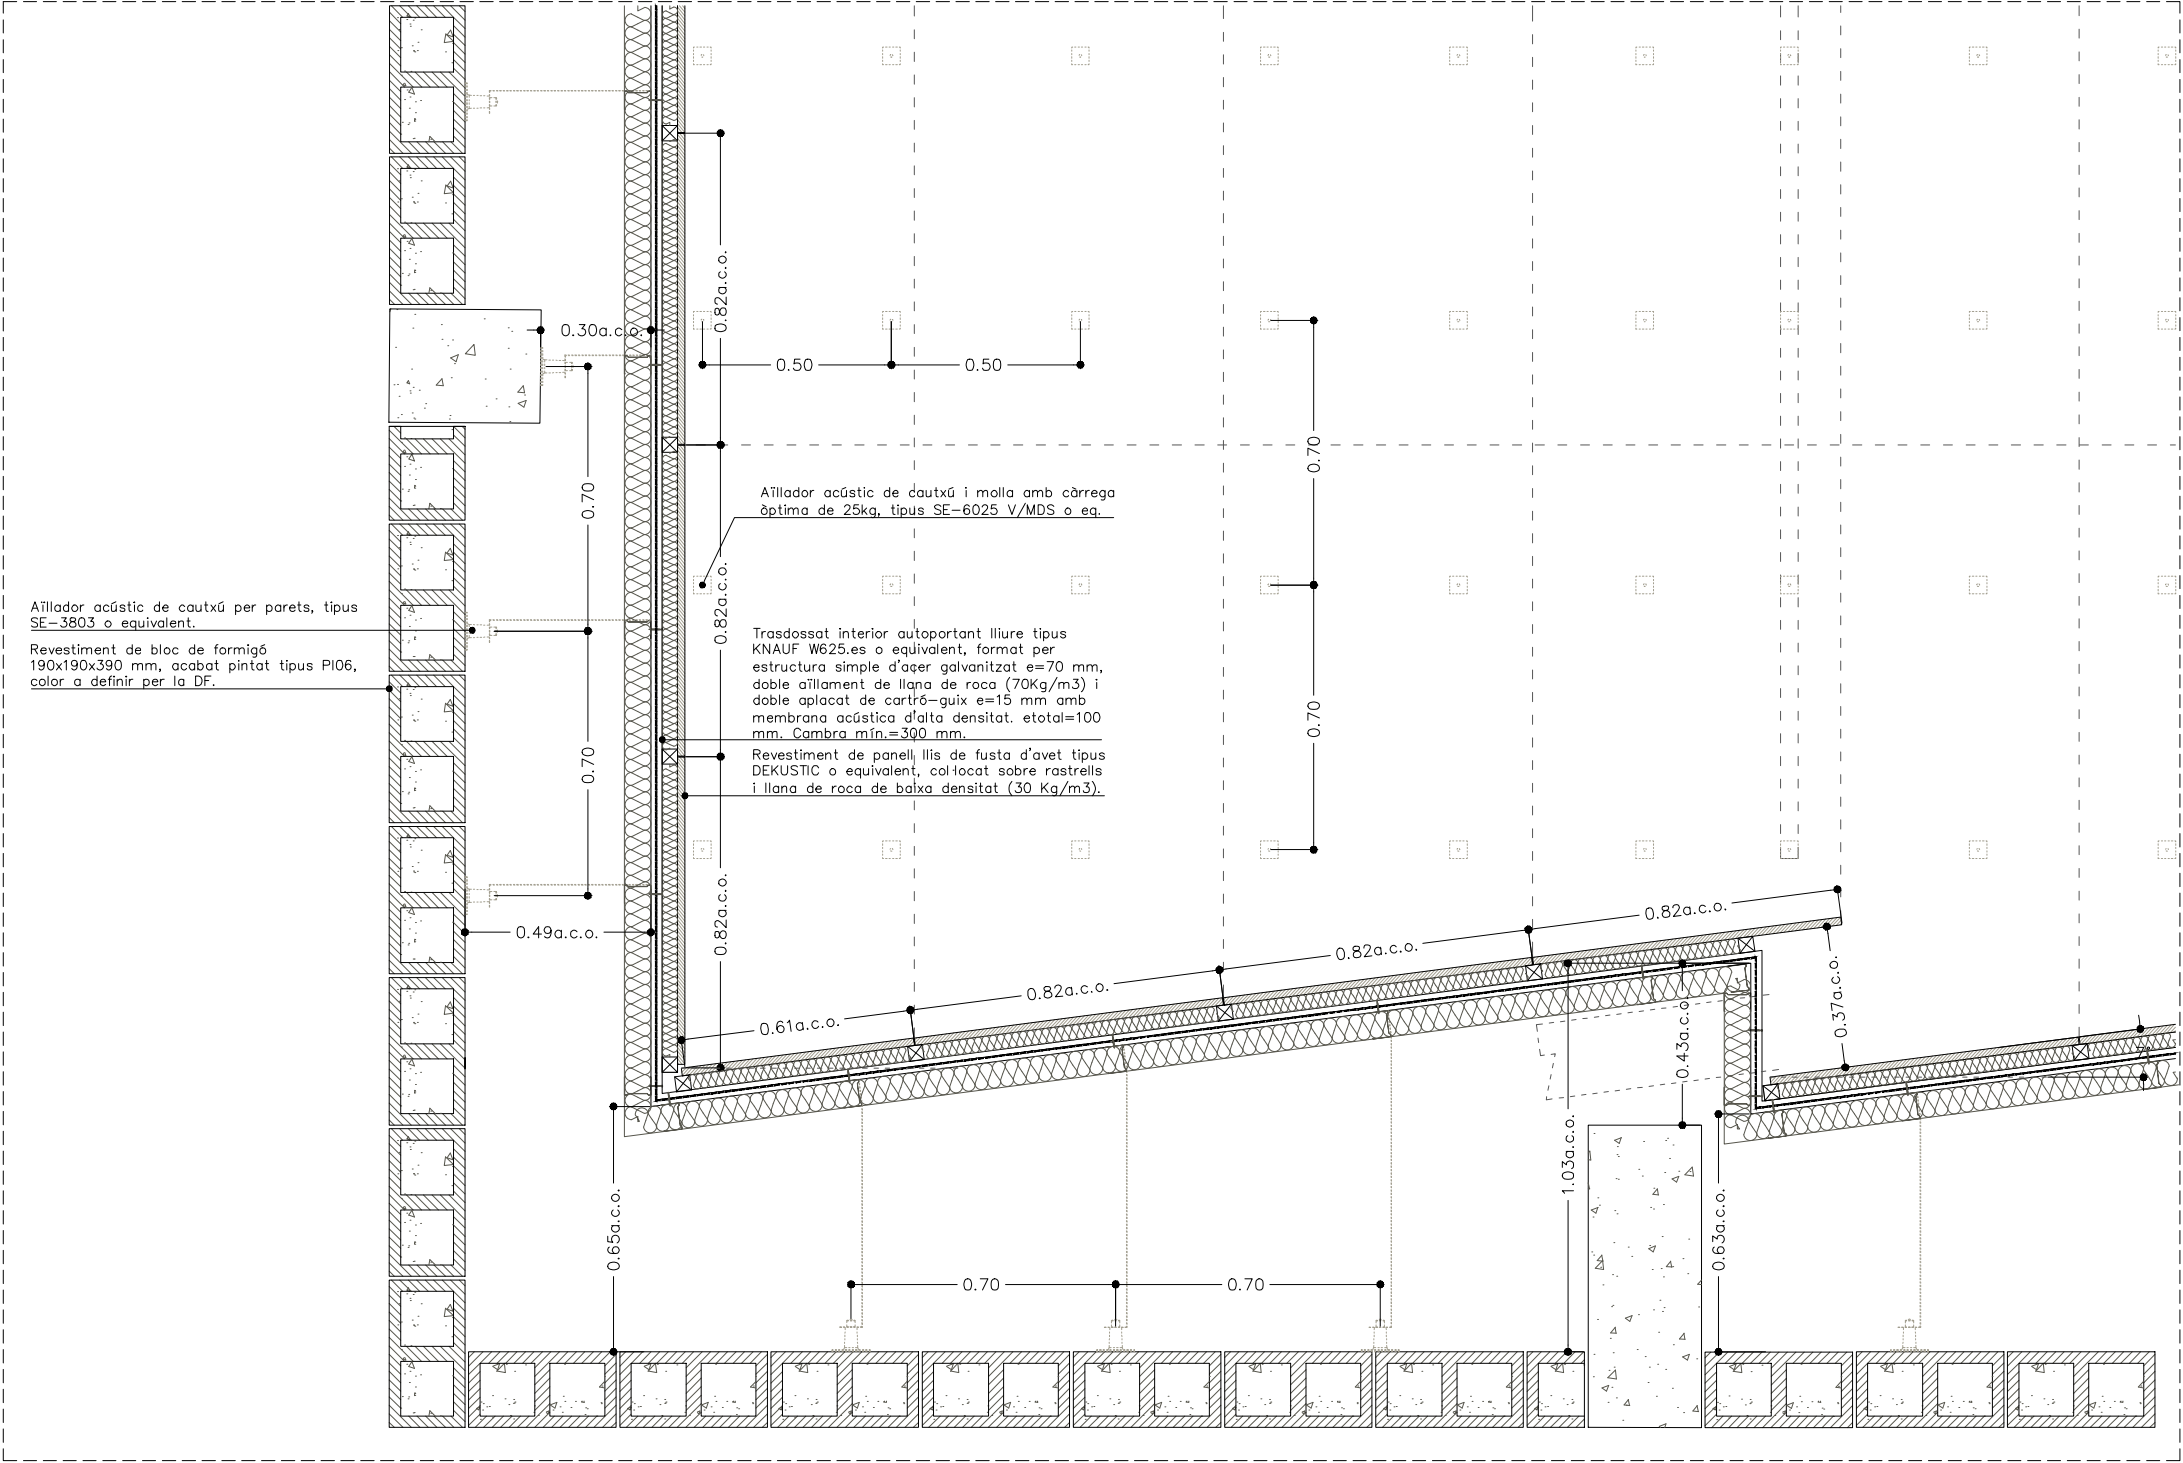 0.82a.c.o.
0.30a.c.o.
0.50
0.50
0.70
0.70
Aïllador acústic de cautxú i molla amb càrrega
òptima de 25kg, tipus SE-6025 V/MDS o eq.
0.82a.c.o.
Aïllador acústic de cautxú per parets, tipus
SE-3803 o equivalent.
Revestiment de bloc de formigó
190x190x390 mm, acabat pintat tipus PI06,
color a definir per la DF.
Trasdossat interior autoportant lliure tipus
KNAUF W625.es o equivalent, format per
estructura simple d'acer galvanitzat e=70 mm,
doble aïllament de llana de roca (70Kg/m3) i
doble aplacat de cartró-guix e=15 mm amb
membrana acústica d'alta densitat. etotal=100
mm. Cambra mín.=300 mm.
Revestiment de panell llis de fusta d'avet tipus
DEKUSTIC o equivalent, col·locat sobre rastrells
i llana de roca de baixa densitat (30 Kg/m3).
0.70
0.70
0.82a.c.o.
0.49a.c.o.
0.82a.c.o.
0.82a.c.o.
0.82a.c.o.
0.61a.c.o.
0.37a.c.o.
0.43a.c.o.
1.03a.c.o.
0.65a.c.o.
0.63a.c.o.
0.70
0.70